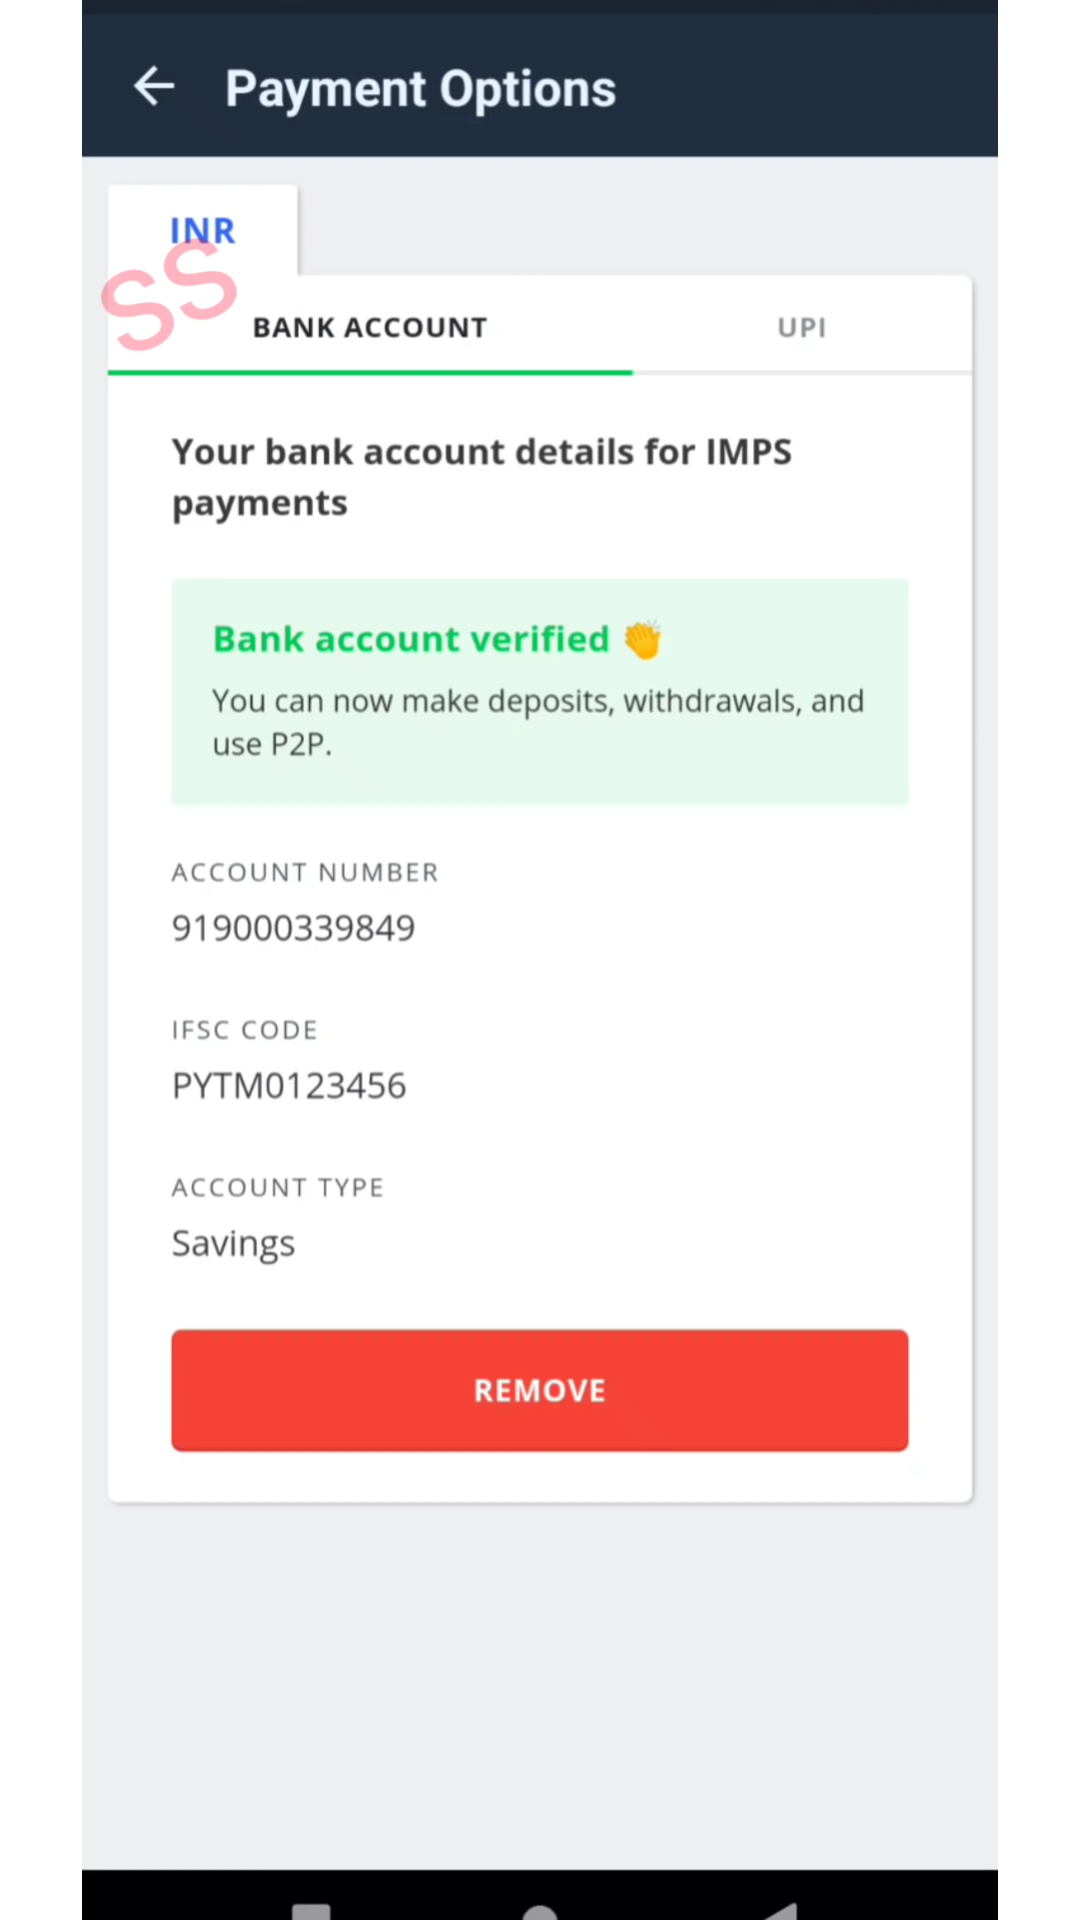 Payment Options
INR
SS
BANK ACCOUNT
UPI
Your bank account details for IMPS
payments
Bank account verified 👏
You can now make deposits, withdrawals, and
use P2P.
ACCOUNT NUMBER
919000339849
IFSC CODE
PYTM0123456
ACCOUNT TYPE
Savings
REMOVE